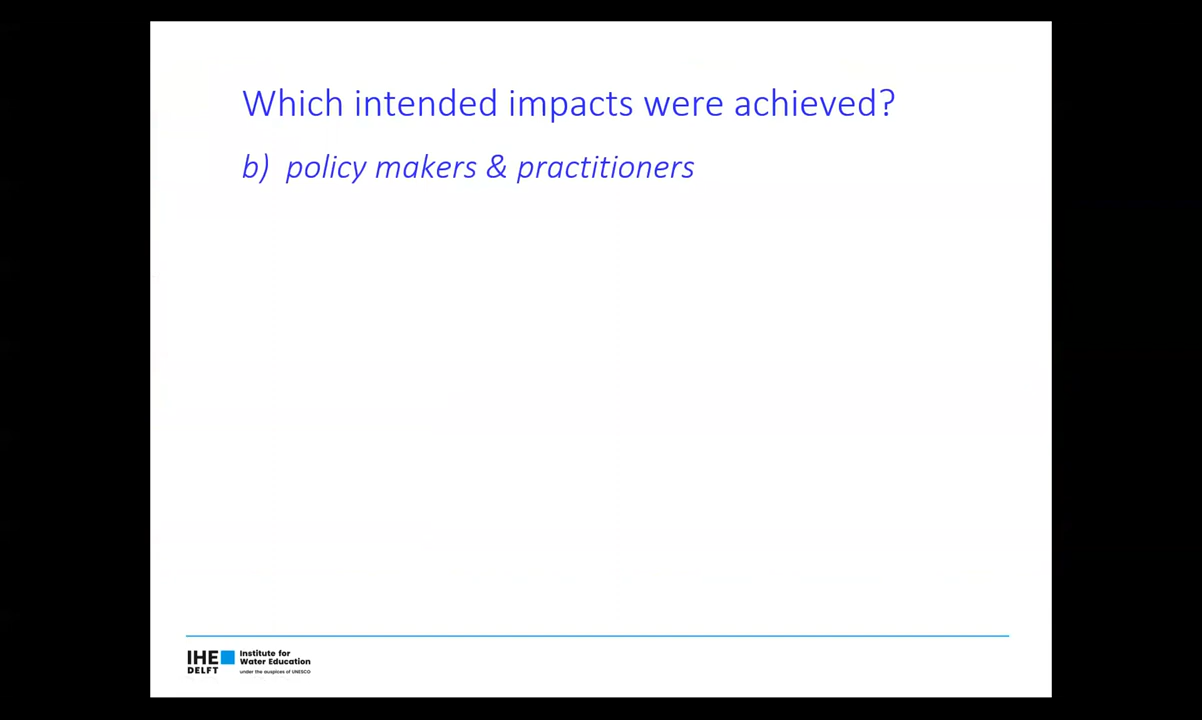 Which intended impacts were achieved?
b) policy makers & practitioners
IHE
DELFT
Institute for
Water Education
under the auspices of UNESCO